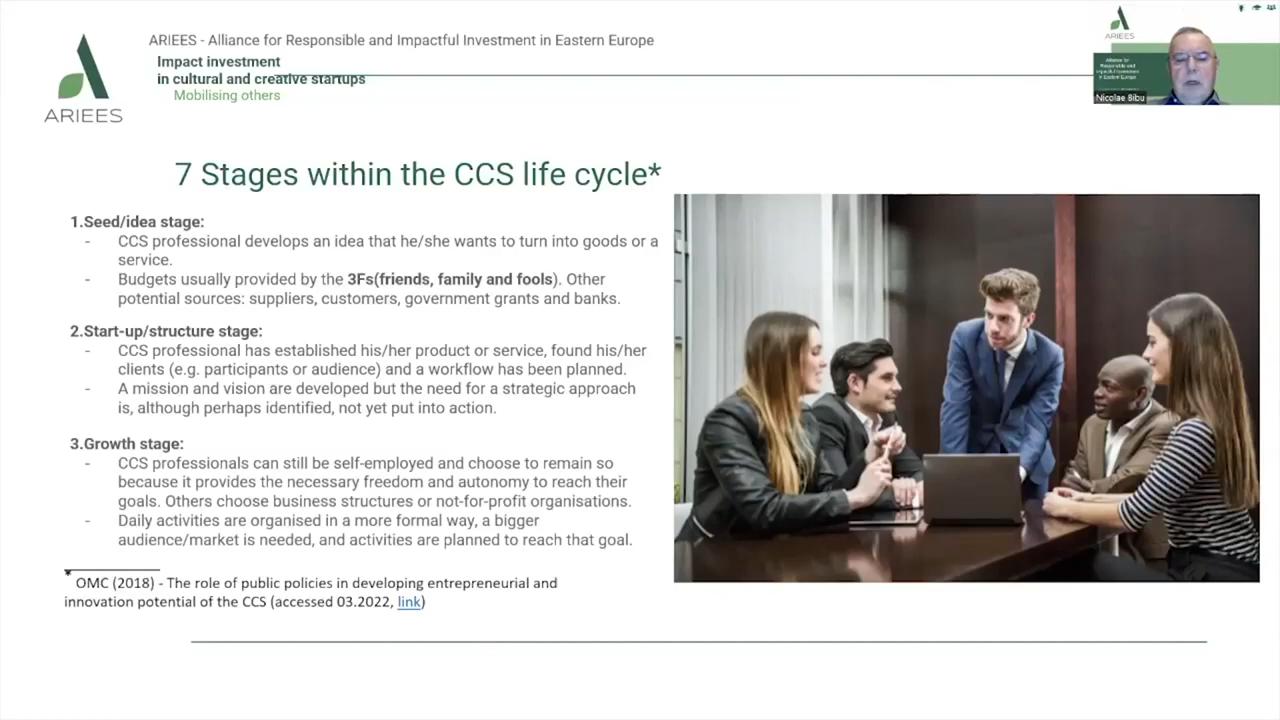 ARIEES - Alliance for Responsible and Impactful Investment in Eastern Europe
Impact investment
in cultural and creative startups
Mobilising others
ARIEES
ARIEES
Alliance for
Responsible and
Impactful Investment
in Eastern Europe
Nicolae Bibu
7 Stages within the CCS life cycle*
1.Seed/idea stage:
- CCS professional develops an idea that he/she wants to turn into goods or a
service.
- Budgets usually provided by the 3Fs(friends, family and fools). Other
potential sources: suppliers, customers, government grants and banks.
2.Start-up/structure stage:
- CCS professional has established his/her product or service, found his/her
clients (e.g. participants or audience) and a workflow has been planned.
- A mission and vision are developed but the need for a strategic approach
is, although perhaps identified, not yet put into action.
3.Growth stage:
- CCS professionals can still be self-employed and choose to remain so
because it provides the necessary freedom and autonomy to reach their
goals. Others choose business structures or not-for-profit organisations.
- Daily activities are organised in a more formal way, a bigger
audience/market is needed, and activities are planned to reach that goal.
* OMC (2018) - The role of public policies in developing entrepreneurial and
innovation potential of the CCS (accessed 03.2022, link)